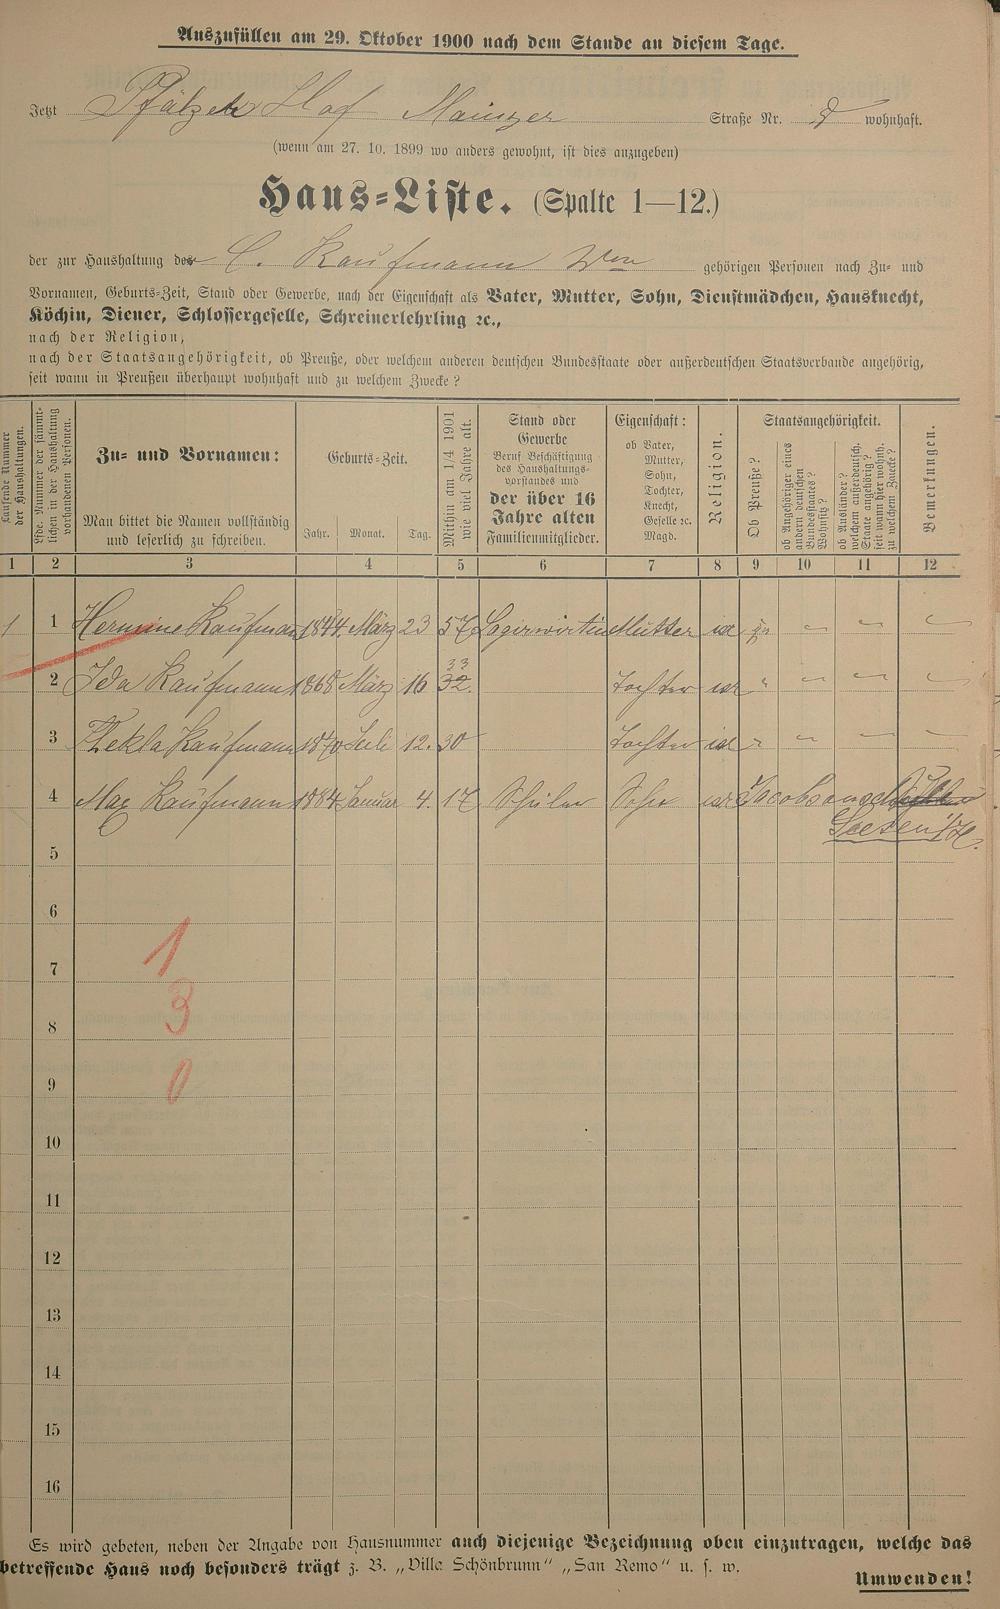 Auszufüllen am 29. Oktober 1900 nach dem Stande an diesem Tage.
Jetzt Pfälzer Hof Mainzer Straße Nr. 8 wohnhaft.
(wenn am 27. 10. 1899 wo anders gewohnt, ist dies anzugeben)
Haus-Liste. (Spalte 1—12.)
der zur Haushaltung der C. Kaufmann Wwe gehörigen Personen nach Zu- und
Vornamen, Geburts-Zeit, Stand oder Gewerbe, nach der Eigenschaft als Vater, Mutter, Sohn, Dienstmädchen, Hausknecht,
Köchin, Diener, Schlossergeselle, Schreinerlehrling ꝛc.,
nach der Religion,
nach der Staatsangehörigkeit, ob Preuße, oder welchem anderen deutschen Bundesstaate oder außerdeutschen Staatsverbande angehörig,
seit wann in Preußen überhaupt wohnhaft und zu welchem Zwecke?
Laufende Nummer der Haushaltungen.
Lfde. Nummer der sämmtlichen in der Haushaltung vorhandenen Personen.
Zu- und Vornamen:
Man bittet die Namen vollständig
und leserlich zu schreiben.
Geburts-Zeit.
Jahr. Monat. Tag.
Mithin am 1/4 1901 wie viel Jahre alt.
Stand oder
Gewerbe
Beruf Beschäftigung
des Haushaltungs-
vorstandes und
der über 16
Jahre alten
Familienmitglieder.
Eigenschaft:
ob Vater,
Mutter,
Sohn,
Tochter,
Knecht,
Geselle ꝛc.
Magd.
Religion.
Staatsangehörigkeit.
Ob Preuße?
ob Angehöriger eines andern deutschen Bundesstaates? Wohnsitz?
ob Ausländer? welchem außerdeutsch. Staate angehörig? seit wann hier wohnh. zu welchem Zwecke?
Bemerkungen.
1 2 3 4 5 6 7 8 9 10 11 12
1 1 Hermine Kaufmann 1844 März 23 57 Logirwirtin Mutter isr ja
2 Ida Kaufmann 1868 März 16 32. 33 Tochter isr "
3 Thekla Kaufmann 1870 12. 30 Tochter isr "
4 Max Kaufmann 1884 Januar 4. 17 Schüler Sohn isr
Seesen a/H.
5
6
7
8
9
1
3
0
10
11
12
13
14
15
16
Es wird gebeten, neben der Angabe von Hausnummer auch diejenige Bezeichnung oben einzutragen, welche das
betreffende Haus noch besonders trägt z. B. „Villa Schönbrunn“ „San Remo“ u. s. w.
Umwenden!